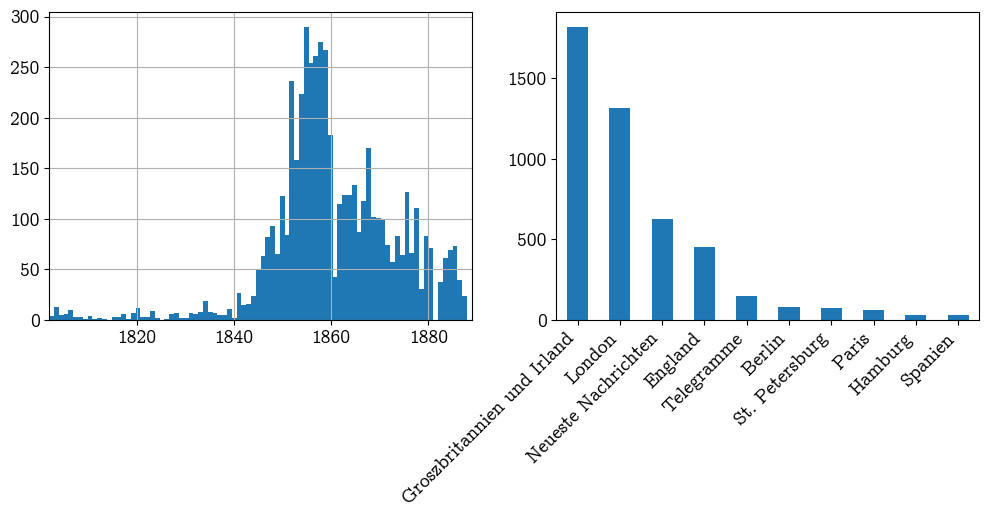 300
250
200
150
100
50
0
1820 1840 1860 1880
1500
1000
500
0
Groszbritannien und Irland
London
Neueste Nachrichten
England
Telegramme
Berlin
St. Petersburg
Paris
Hamburg
Spanien